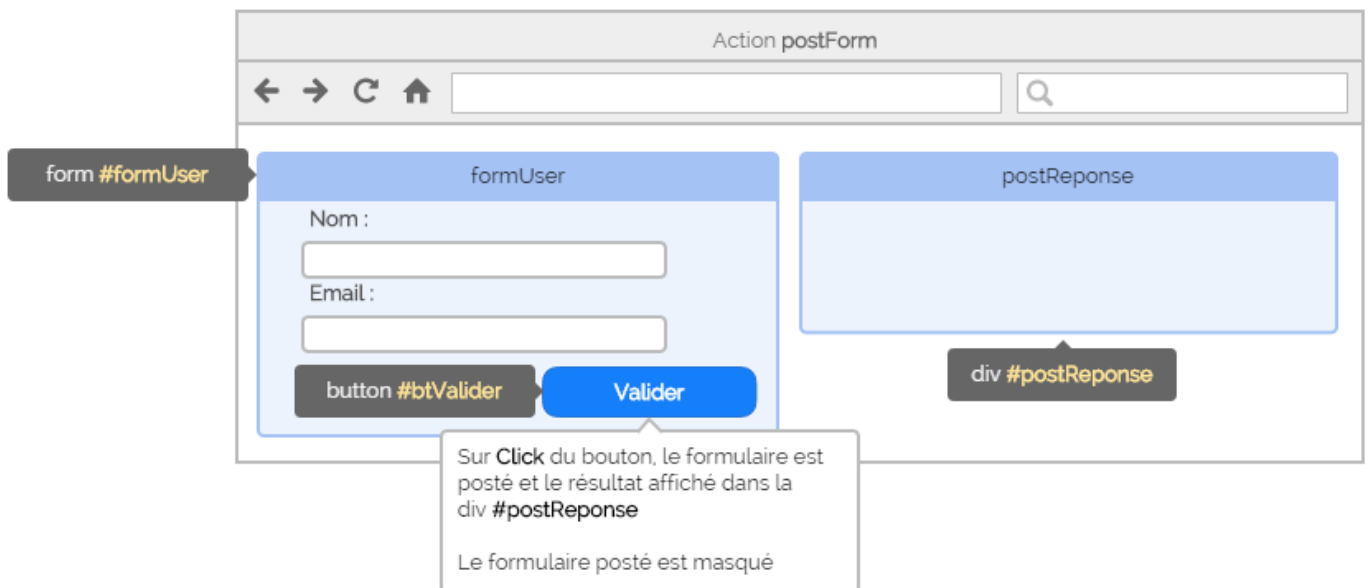 Action postForm
form #formUser
formUser
Nom :
Email :
button #btValider
Valider
Sur Click du bouton, le formulaire est
posté et le résultat affiché dans la
div #postReponse
Le formulaire posté est masqué
postReponse
div #postReponse